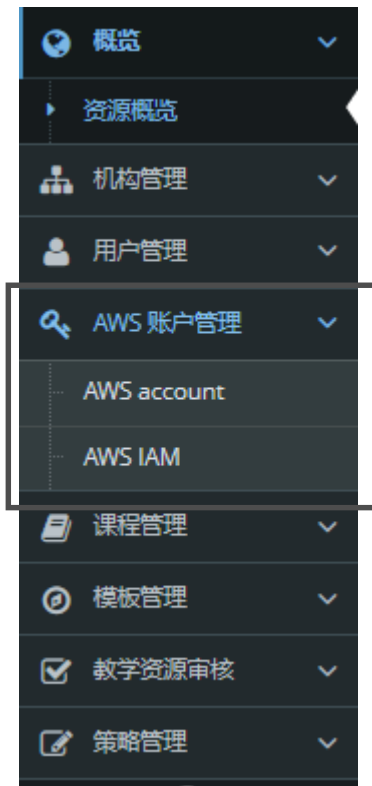 概览
资源概览
机构管理
用户管理
AWS 账户管理
AWS account
AWS IAM
课程管理
模板管理
教学资源审核
策略管理